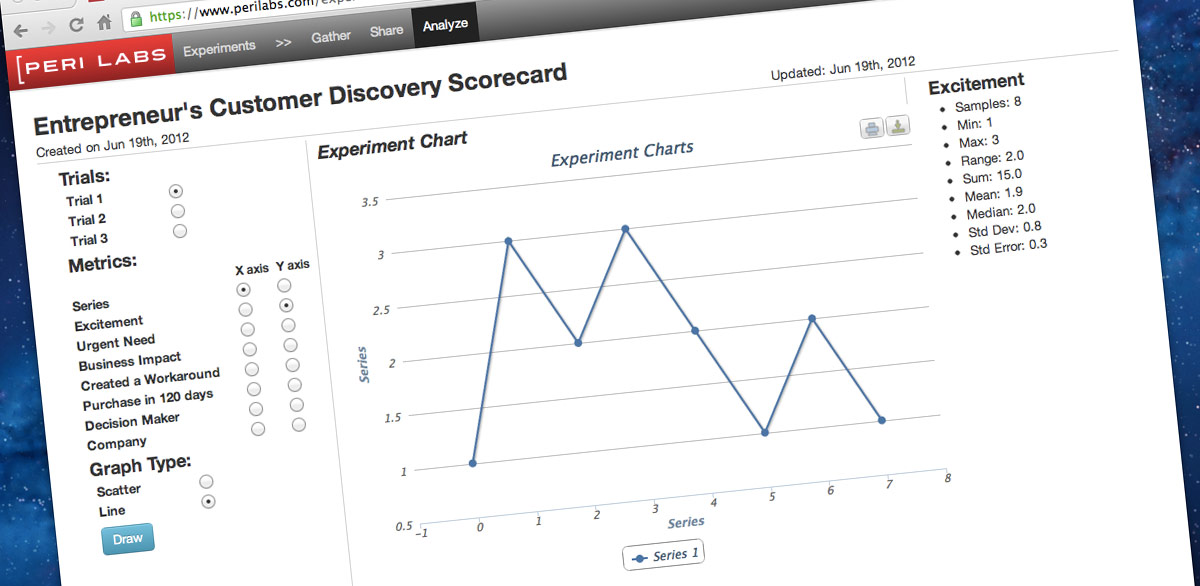 https://www.perilabs.com/exper
[PERI LABS
Experiments >> Gather Share Analyze
Entrepreneur's Customer Discovery Scorecard
Created on Jun 19th, 2012
Updated: Jun 19th, 2012
Trials:
Trial 1
Trial 2
Trial 3
Metrics:
X axis Y axis
Series
Excitement
Urgent Need
Business Impact
Created a Workaround
Purchase in 120 days
Decision Maker
Company
Graph Type:
Scatter
Line
Draw
Experiment Chart
Experiment Charts
3.5
3
2.5
2
1.5
1
0.5
Series
-1 0 1 2 3 4 5 6 7 8
Series
Series 1
Excitement
Samples: 8
Min: 1
Max: 3
Range: 2.0
Sum: 15.0
Mean: 1.9
Median: 2.0
Std Dev: 0.8
Std Error: 0.3